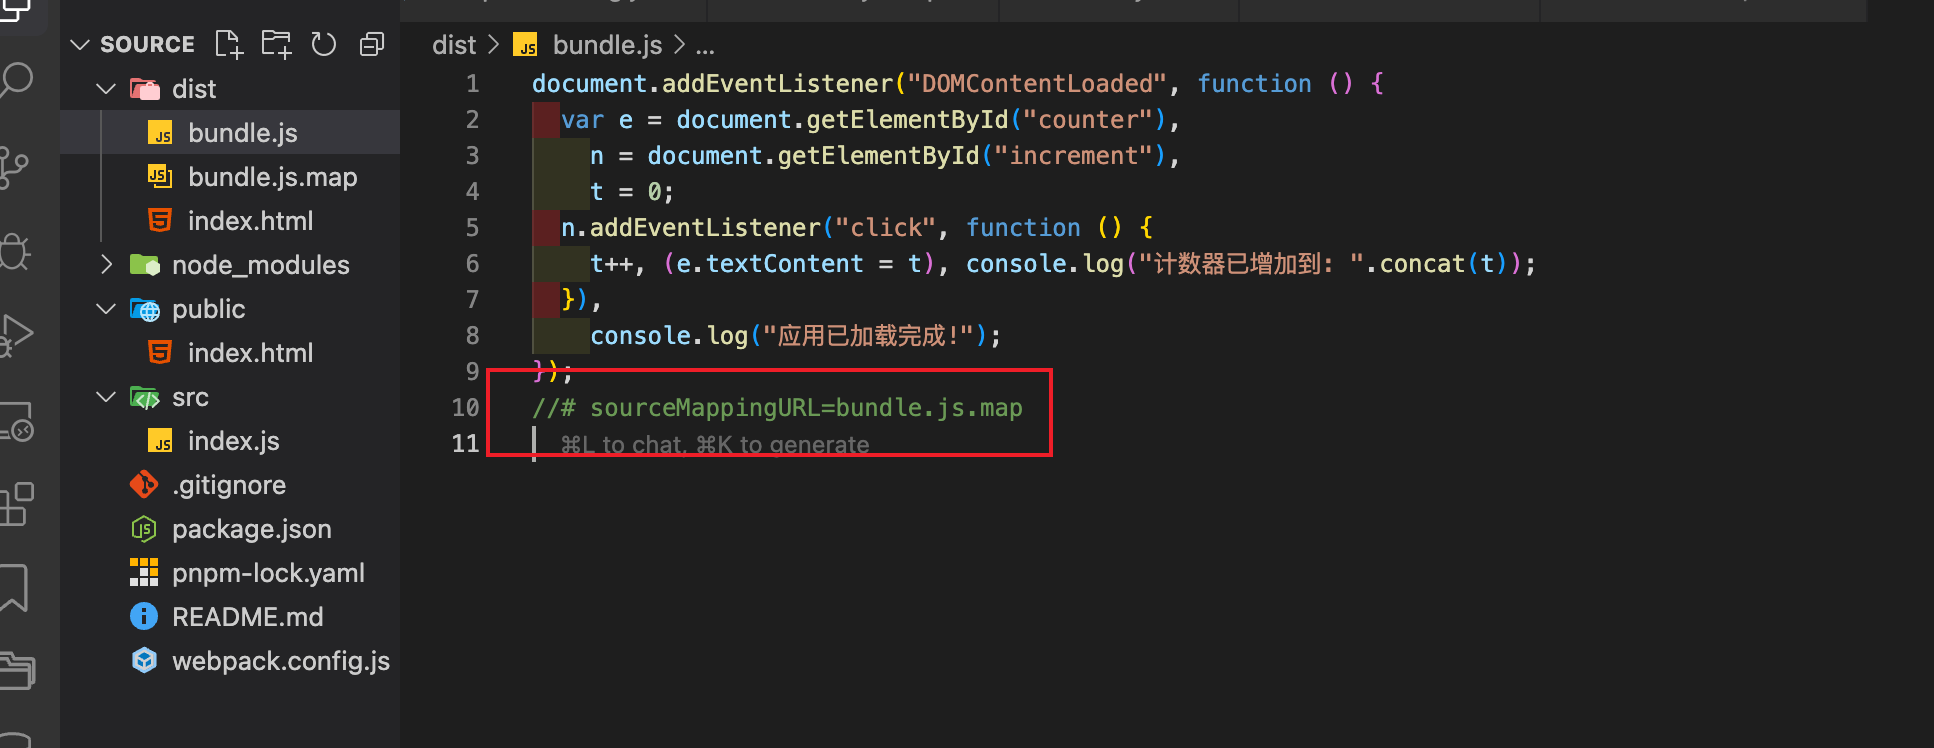 SOURCE
dist
bundle.js
bundle.js.map
index.html
node_modules
public
index.html
src
index.js
.gitignore
package.json
pnpm-lock.yaml
README.md
webpack.config.js
dist > JS bundle.js > ...
1 document.addEventListener("DOMContentLoaded", function () {
2 var e = document.getElementById("counter"),
3 n = document.getElementById("increment"),
4 t = 0;
5 n.addEventListener("click", function () {
6 t++, (e.textContent = t), console.log("计数器已增加到: ".concat(t));
7 }),
8 console.log("应用已加载完成!");
9 });
10 //# sourceMappingURL=bundle.js.map
11 ⌘L to chat, ⌘K to generate